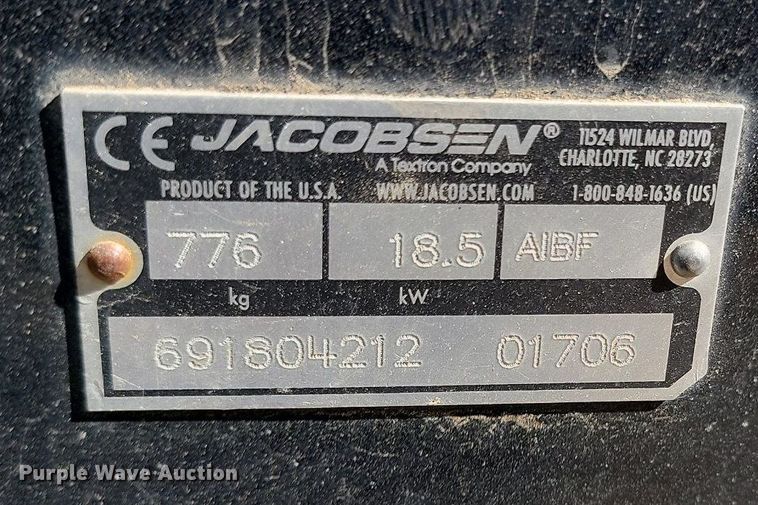 CE JACOBSEN®
A Textron Company
11524 WILMAR BLVD,
CHARLOTTE, NC 28273
PRODUCT OF THE U.S.A. WWW.JACOBSEN.COM 1-800-848-1636 (US)
776 18.5 AIBF
kg kW
691804212 01706
Purple Wave Auction